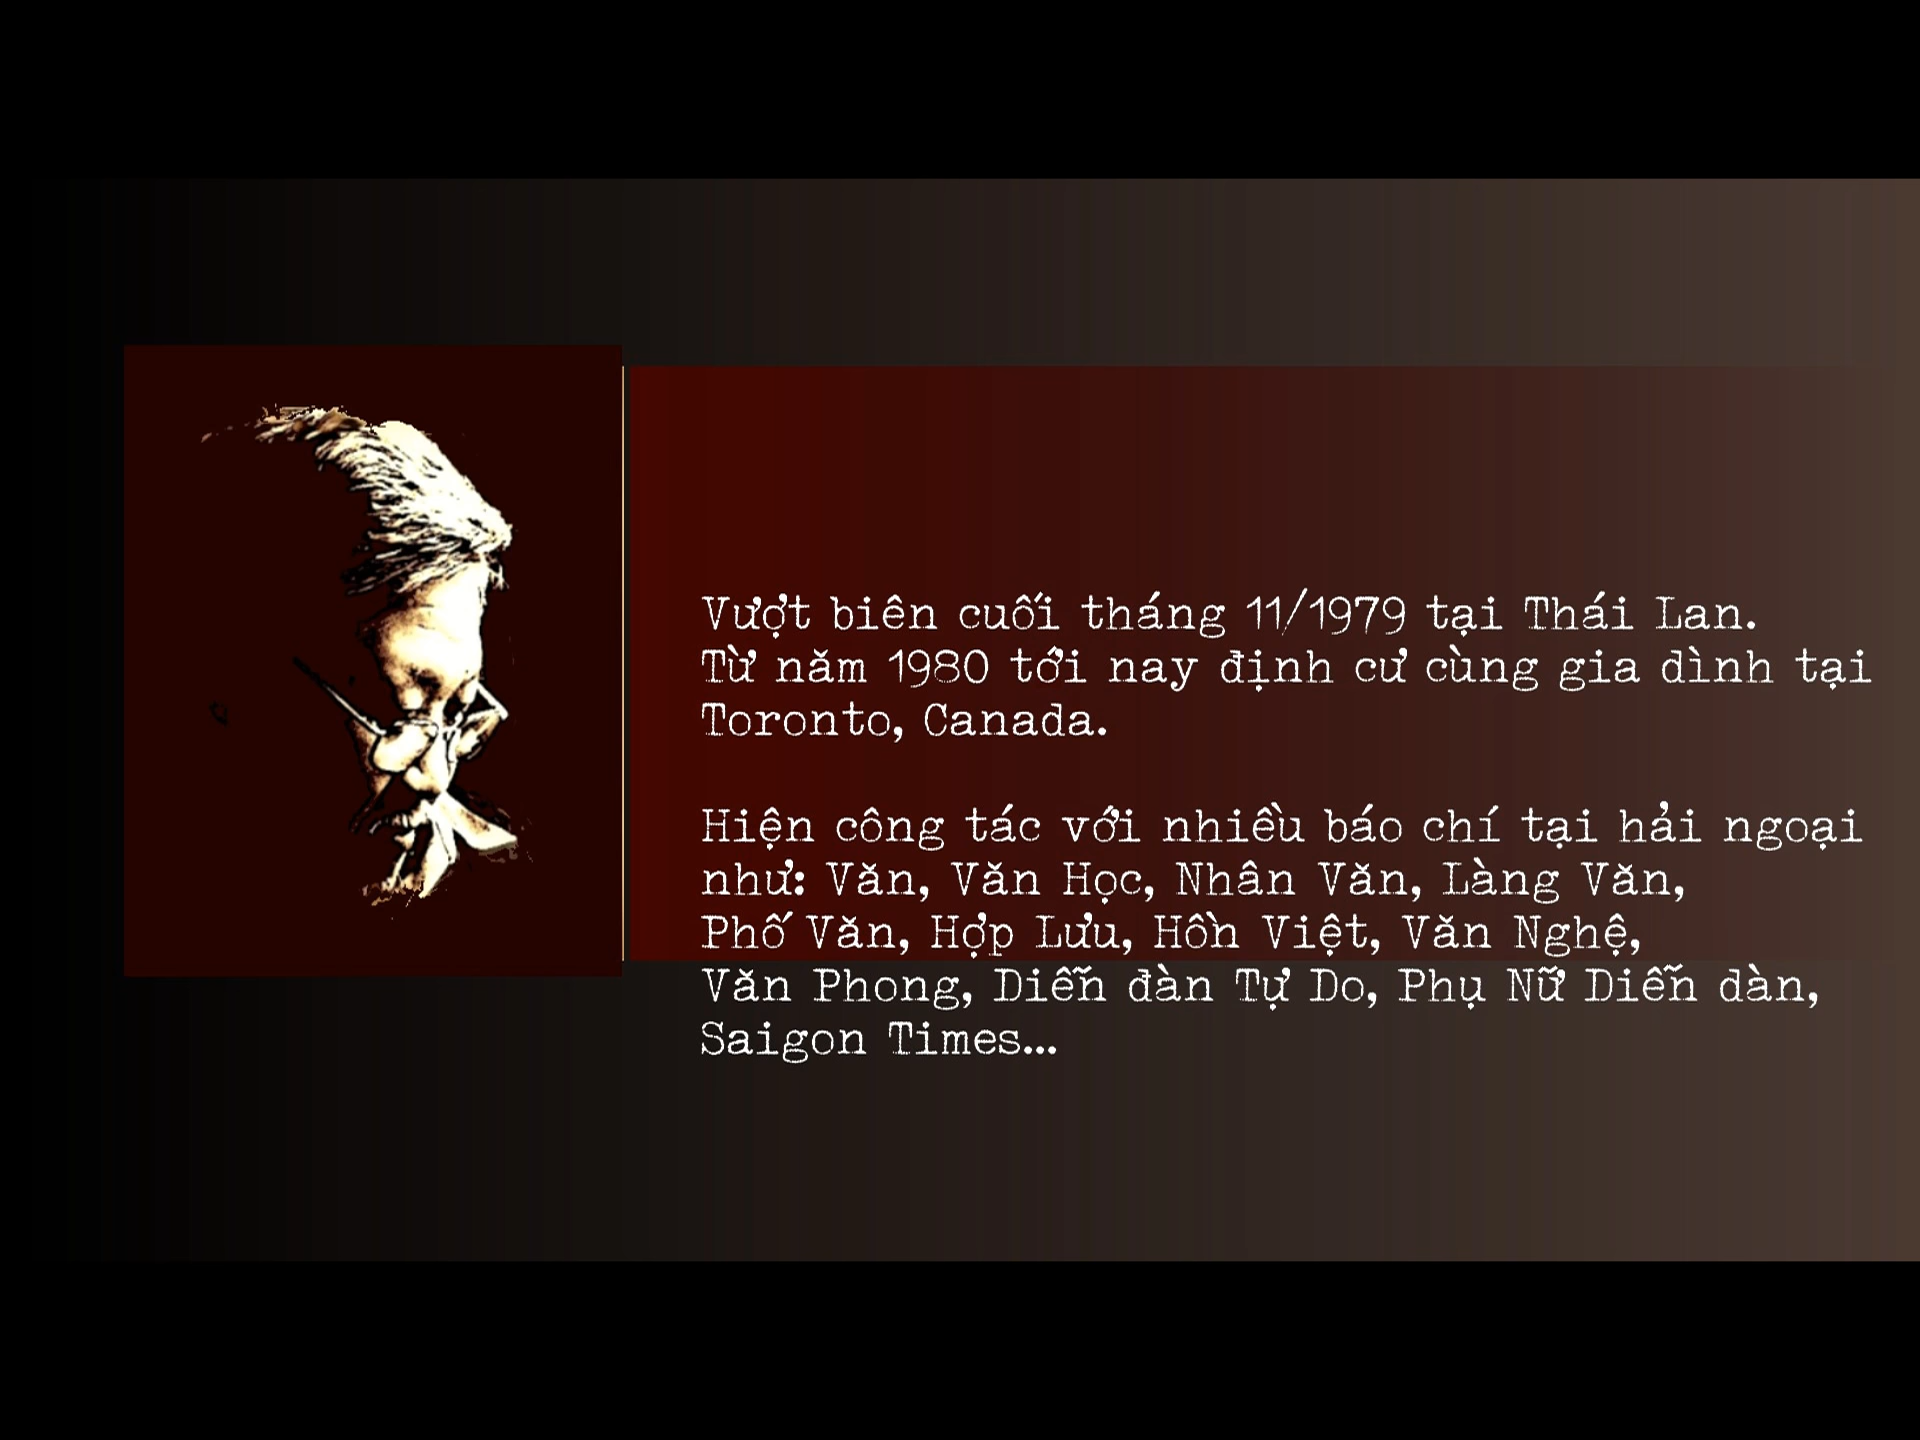 Vượt biên cuối tháng 11/1979 tại Thái Lan.
Từ năm 1980 tới nay định cư cùng gia dình tại
Toronto, Canada.
Hiện công tác với nhiều báo chí tại hải ngoại
như: Văn, Văn Học, Nhân Văn, Làng Văn,
Phố Văn, Hợp Lưu, Hồn Việt, Văn Nghệ,
Văn Phong, Diễn đàn Tự Do, Phụ Nữ Diễn dàn,
Saigon Times...